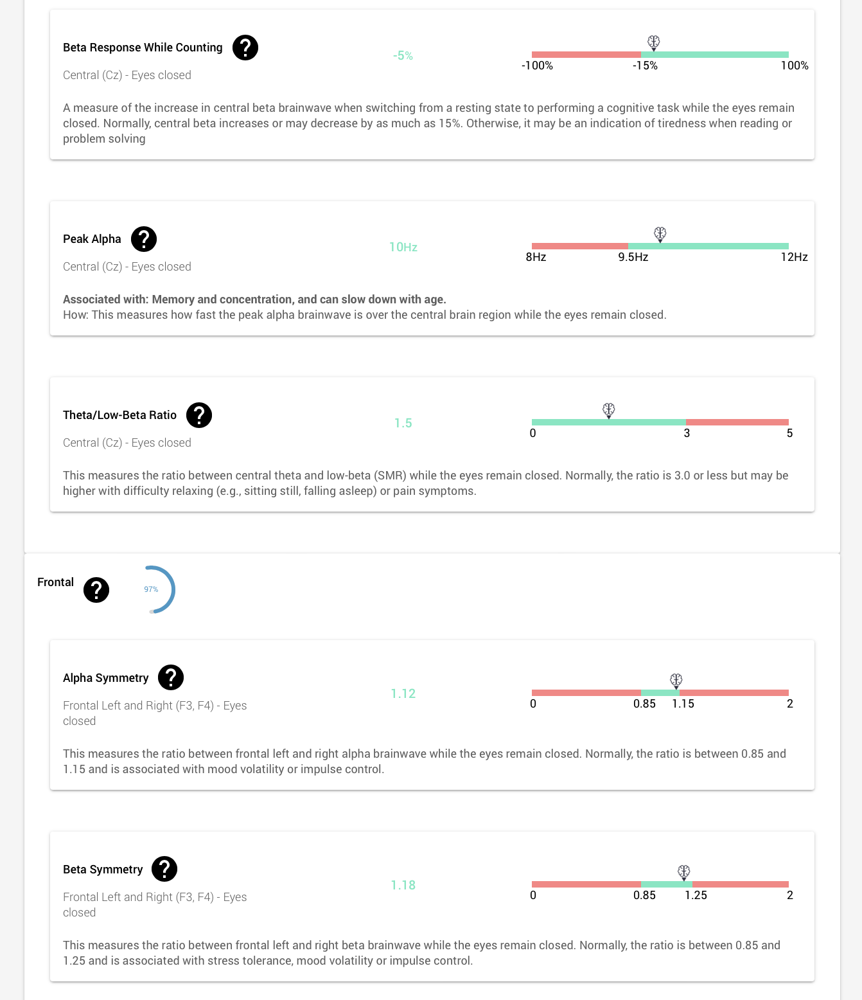 Beta Response While Counting ?
-5%
-100% -15% 100%
Central (Cz) - Eyes closed
A measure of the increase in central beta brainwave when switching from a resting state to performing a cognitive task while the eyes remain
closed. Normally, central beta increases or may decrease by as much as 15%. Otherwise, it may be an indication of tiredness when reading or
problem solving
Peak Alpha ?
10Hz
8Hz 9.5Hz 12Hz
Central (Cz) - Eyes closed
Associated with: Memory and concentration, and can slow down with age.
How: This measures how fast the peak alpha brainwave is over the central brain region while the eyes remain closed.
Theta/Low-Beta Ratio ?
1.5
0 3 5
Central (Cz) - Eyes closed
This measures the ratio between central theta and low-beta (SMR) while the eyes remain closed. Normally, the ratio is 3.0 or less but may be
higher with difficulty relaxing (e.g., sitting still, falling asleep) or pain symptoms.
Frontal ?
97%
Alpha Symmetry ?
1.12
0 0.85 1.15 2
Frontal Left and Right (F3, F4) - Eyes
closed
This measures the ratio between frontal left and right alpha brainwave while the eyes remain closed. Normally, the ratio is between 0.85 and
1.15 and is associated with mood volatility or impulse control.
Beta Symmetry ?
1.18
0 0.85 1.25 2
Frontal Left and Right (F3, F4) - Eyes
closed
This measures the ratio between frontal left and right beta brainwave while the eyes remain closed. Normally, the ratio is between 0.85 and
1.25 and is associated with stress tolerance, mood volatility or impulse control.